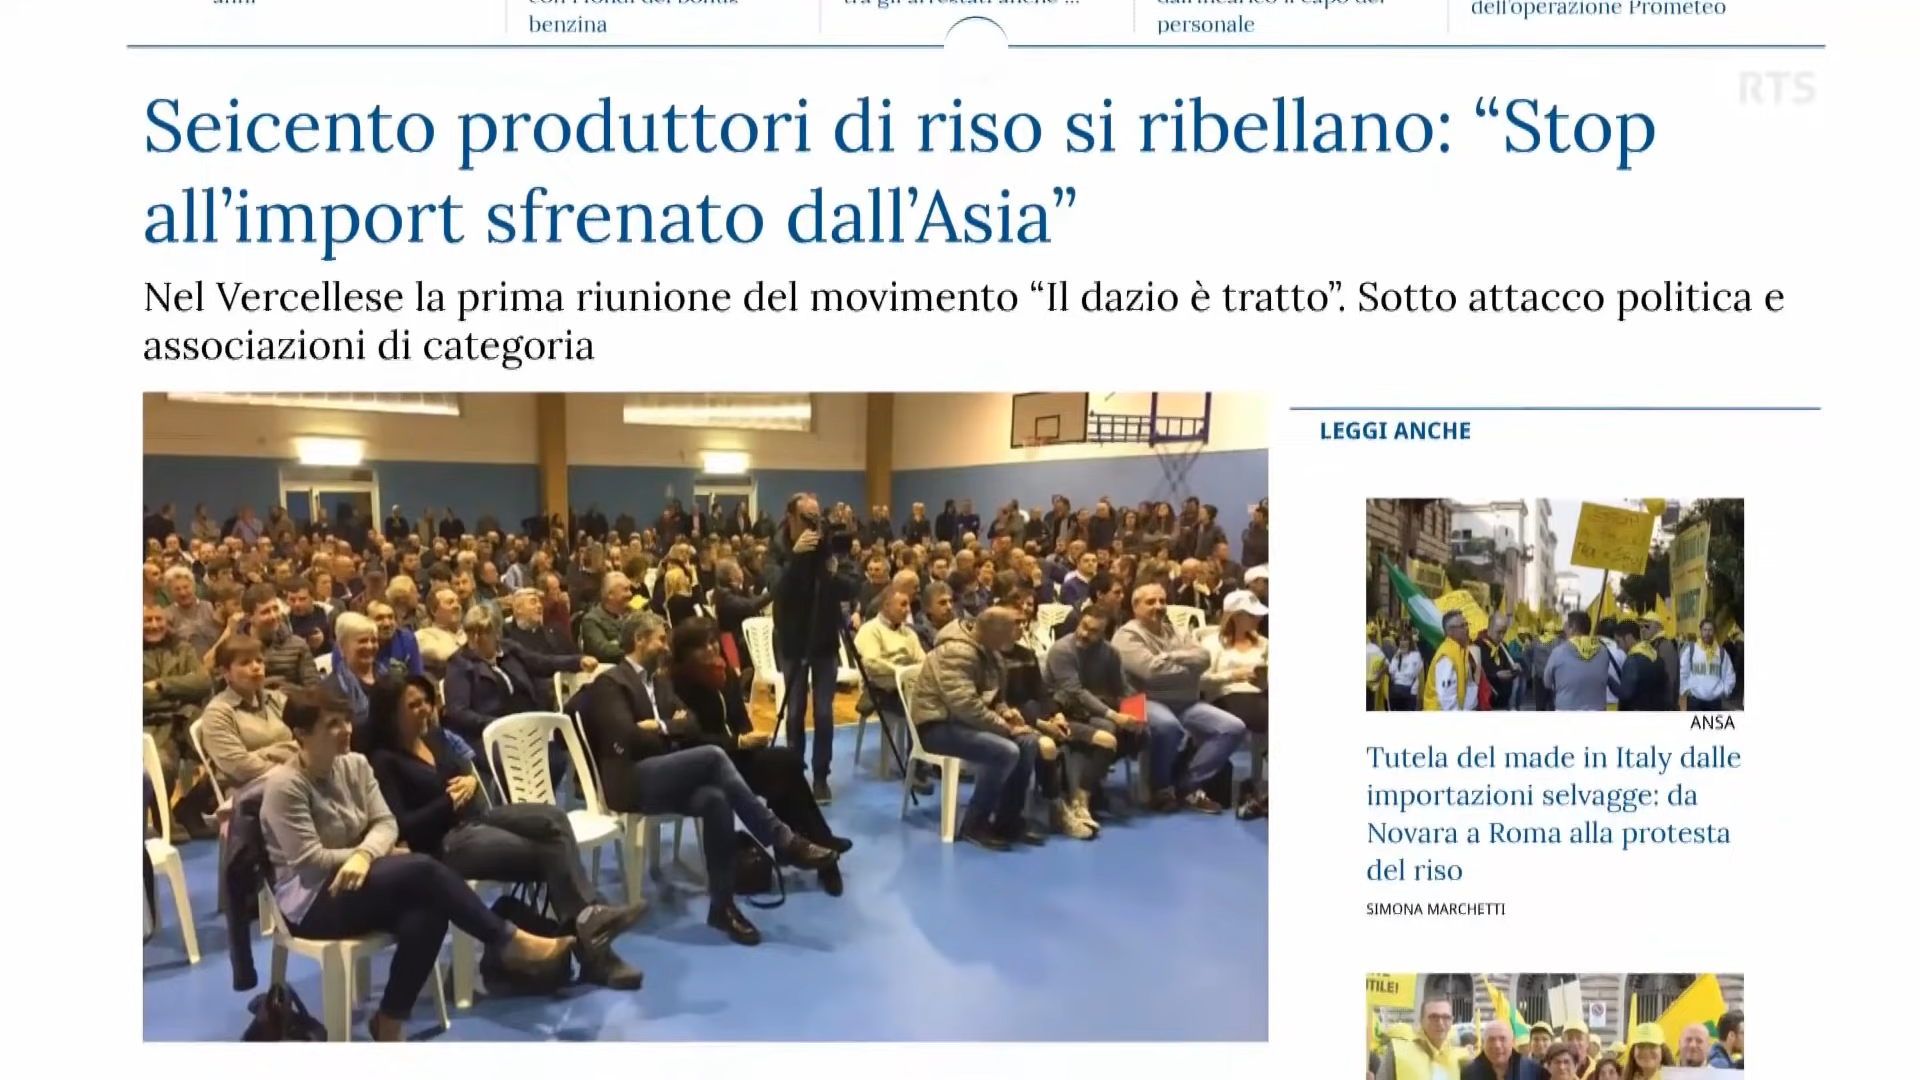 benzina
personale
dell'operazione Prometeo
RTS
Seicento produttori di riso si ribellano: “Stop
all’import sfrenato dall’Asia”
Nel Vercellese la prima riunione del movimento “Il dazio è tratto”. Sotto attacco politica e
associazioni di categoria
LEGGI ANCHE
ANSA
Tutela del made in Italy dalle
importazioni selvagge: da
Novara a Roma alla protesta
del riso
SIMONA MARCHETTI